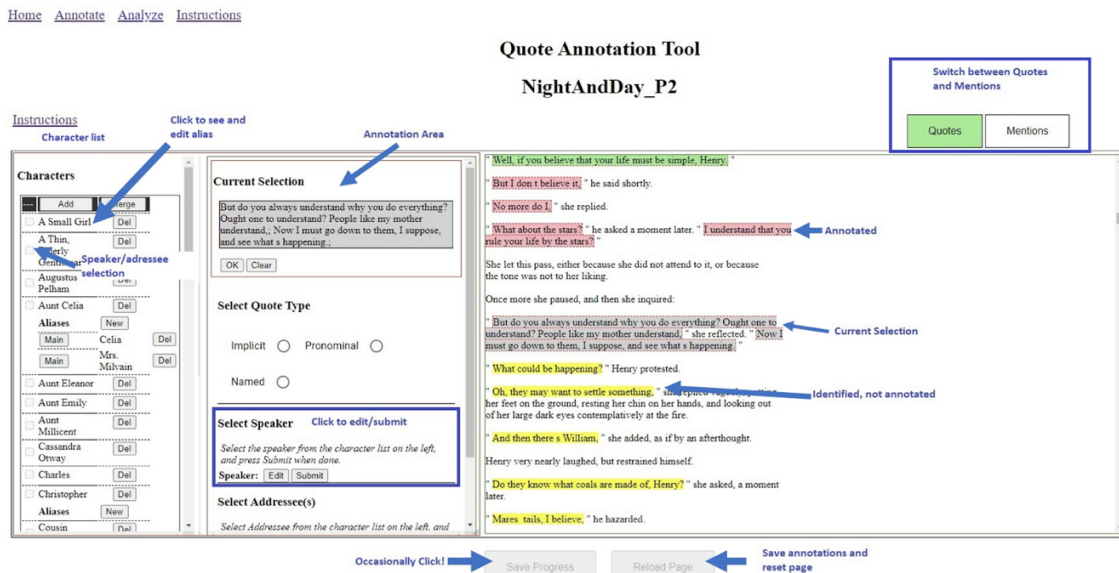 Home Annotate Analyze Instructions
Quote Annotation Tool
NightAndDay_P2
Switch between Quotes
and Mentions
Quotes Mentions
Instructions
Character list
Click to see and
edit alias
Annotation Area
Characters
--- Add Merge
A Small Girl Del
A Thin, Del
Elderly
Gentleman
Speaker/adressee
selection
Augustus Del
Pelham
Aunt Celia Del
Aliases New
Main Celia Del
Main Mrs. Del
Milvain
Aunt Eleanor Del
Aunt Emily Del
Aunt Del
Millicent
Cassandra Del
Otway
Charles Del
Christopher Del
Aliases New
Cousin Del
Current Selection
But do you always understand why you do everything?
Ought one to understand? People like my mother
understand,; Now I must go down to them, I suppose,
and see what s happening.;
OK Clear
Select Quote Type
Implicit Pronominal
Named
Select Speaker Click to edit/submit
Select the speaker from the character list on the left,
and press Submit when done.
Speaker: Edit Submit
Select Addressee(s)
Select Addressee from the character list on the left, and
" Well, if you believe that your life must be simple, Henry. "
" But I don t believe it, " he said shortly.
" No more do I, " she replied.
" What about the stars? " he asked a moment later. " I understand that you
rule your life by the stars? "
Annotated
She let this pass, either because she did not attend to it, or because
the tone was not to her liking.
Once more she paused, and then she inquired:
" But do you always understand why you do everything? Ought one to
understand? People like my mother understand, " she reflected. " Now I
must go down to them, I suppose, and see what s happening. "
Current Selection
" What could be happening? " Henry protested.
" Oh, they may want to settle something, " she replied vaguely, putting
her feet on the ground, resting her chin on her hands, and looking out
of her large dark eyes contemplatively at the fire.
Identified, not annotated
" And then there s William, " she added, as if by an afterthought.
Henry very nearly laughed, but restrained himself.
" Do they know what coals are made of, Henry? " she asked, a moment
later.
" Mares tails, I believe, " he hazarded.
Occasionally Click!
Save Progress Reload Page
Save annotations and
reset page